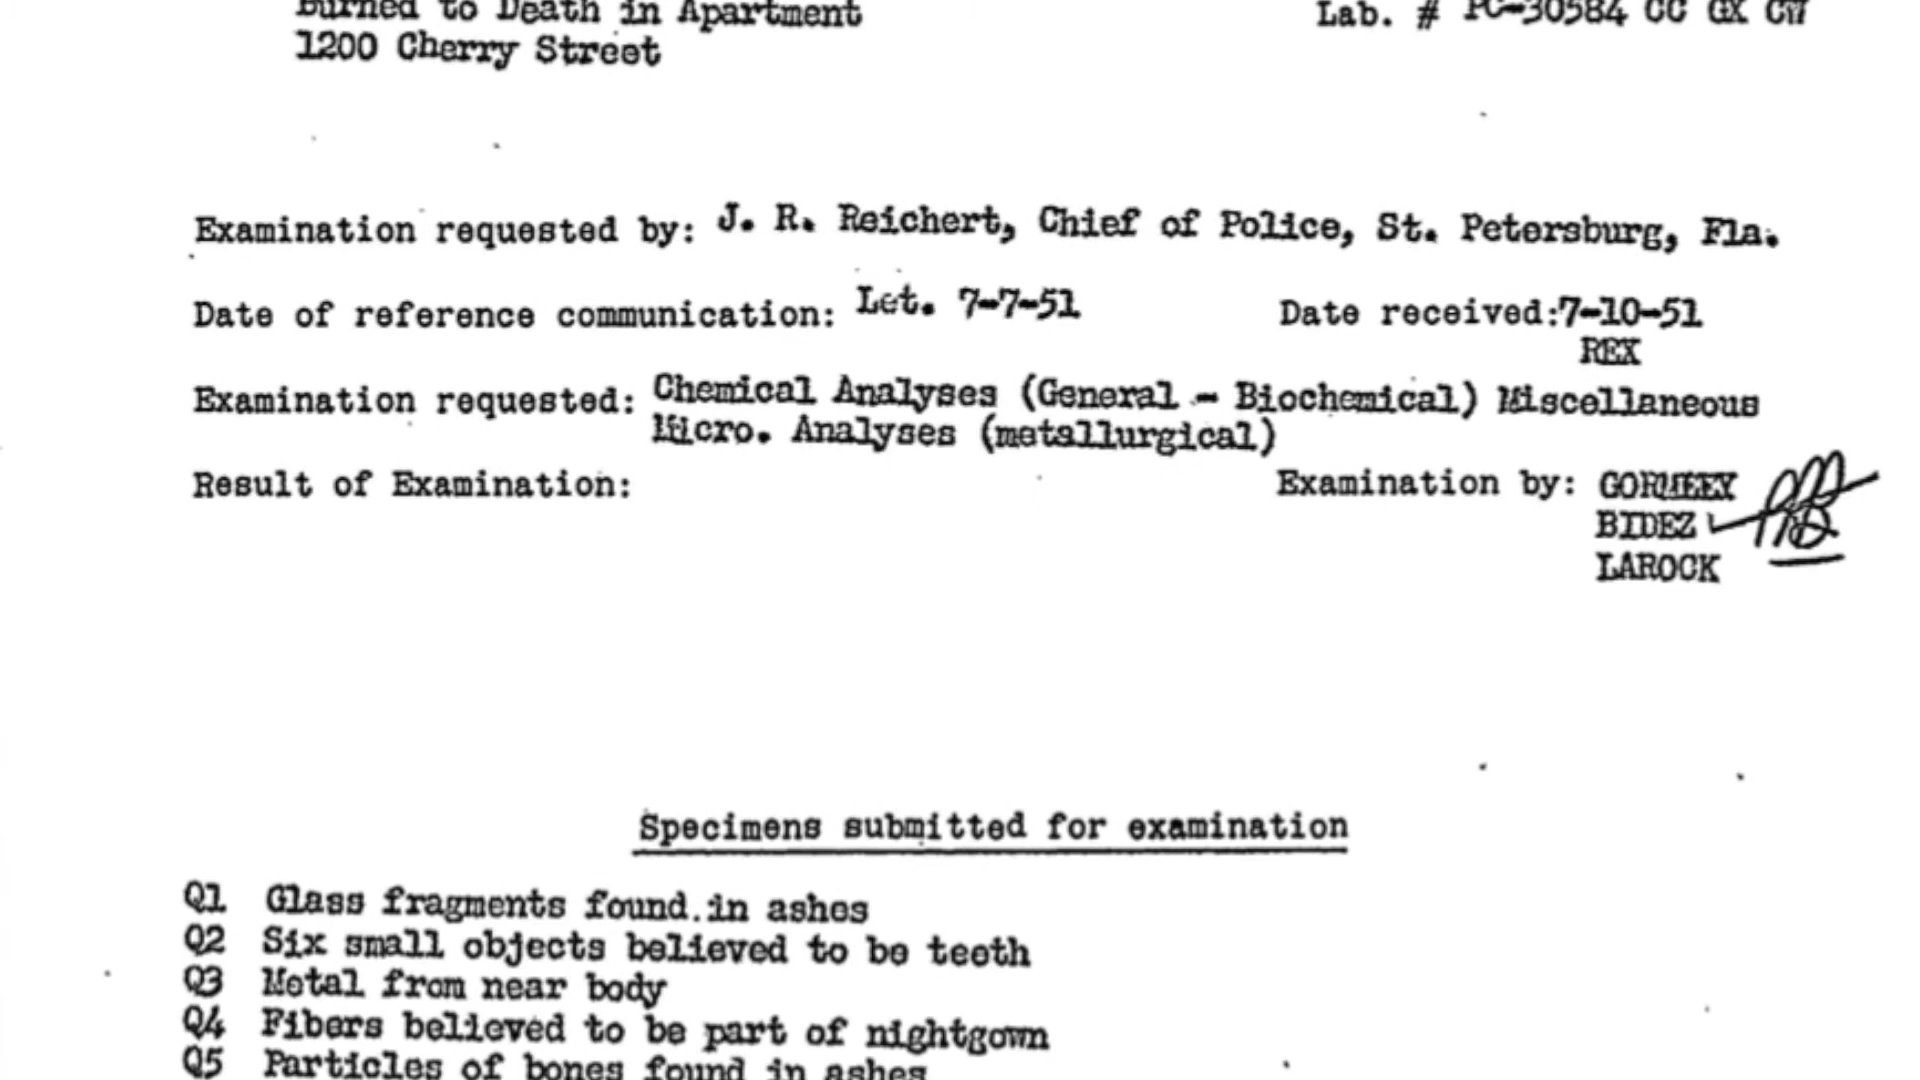 Burned to Death in Apartment
Lab. # PC-30584 CC GX CW
1200 Cherry Street
Examination requested by: J. R. Reichert, Chief of Police, St. Petersburg, Fla.
Date of reference communication: Let. 7-7-51
Date received:7-10-51
REX
Examination requested: Chemical Analyses (General - Biochemical) Miscellaneous
Micro. Analyses (metallurgical)
Result of Examination:
Examination by:
BIDEZ
LAROCK
Specimens submitted for examination
Q1 Glass fragments found in ashes
Q2 Six small objects believed to be teeth
Q3 Metal from near body
Q4 Fibers believed to be part of nightgown
Q5 Particles of bones found in ashes